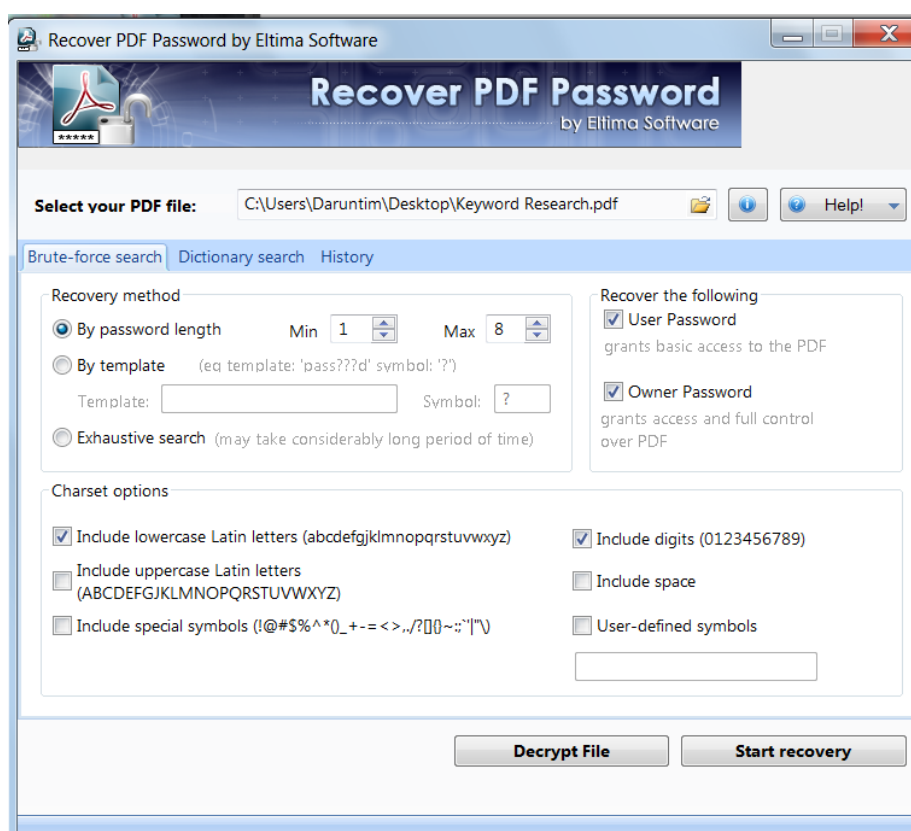 Recover PDF Password by Eltima Software
Recover PDF Password
by Eltima Software
*****
Select your PDF file:
C:\Users\Daruntim\Desktop\Keyword Research.pdf
Help!
Brute-force search Dictionary search History
Recovery method
By password length Min 1 Max 8
By template (eg template: 'pass???d' symbol: '?')
Template: Symbol: ?
Exhaustive search (may take considerably long period of time)
Recover the following
User Password
grants basic access to the PDF
Owner Password
grants access and full control
over PDF
Charset options
Include lowercase Latin letters (abcdefgjklmnopqrstuvwxyz)
Include uppercase Latin letters
(ABCDEFGJKLMNOPQRSTUVWXYZ)
Include special symbols (!@#$%^*()_+-=<>,./?[]{}~:;`'|"\)
Include digits (0123456789)
Include space
User-defined symbols
Decrypt File Start recovery